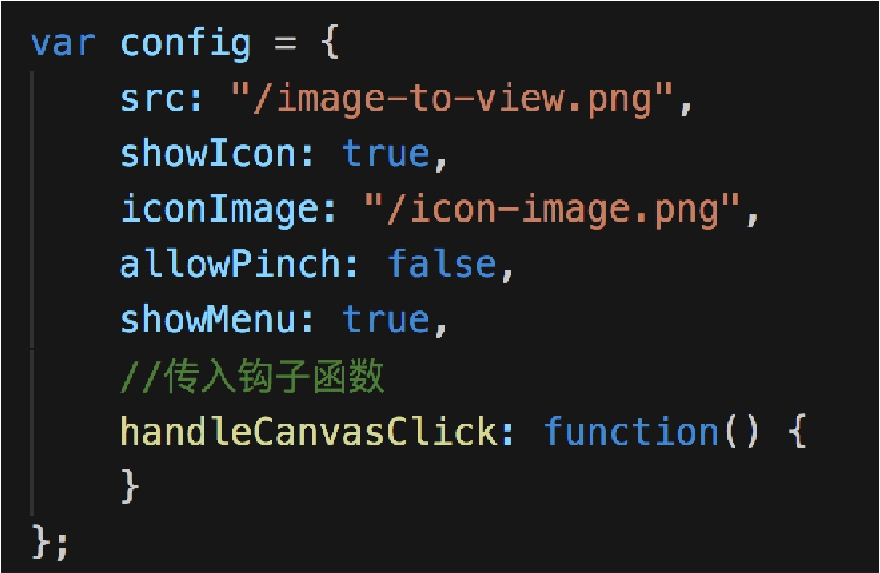 var config = {
    src: "/image-to-view.png",
    showIcon: true,
    iconImage: "/icon-image.png",
    allowPinch: false,
    showMenu: true,
    //传入钩子函数
    handleCanvasClick: function() {
    }
};